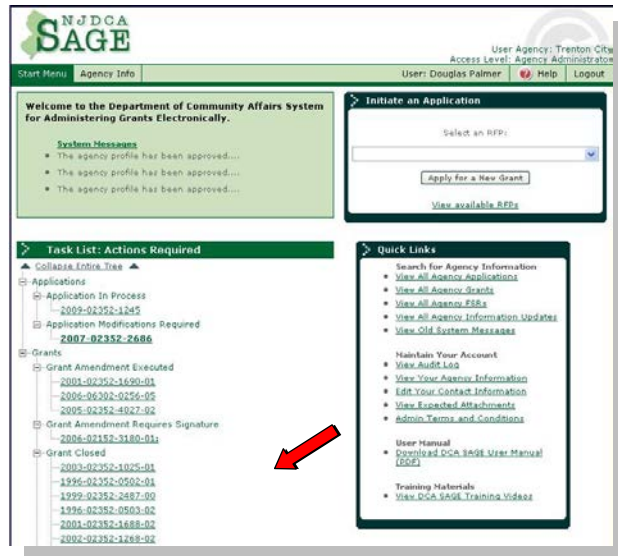 NJDCA
SAGE
User Agency: Trenton City
Access Level: Agency Administrator
Start Menu Agency Info User: Douglas Palmer Help Logout
Welcome to the Department of Community Affairs System
for Administering Grants Electronically.
System Messages
The agency profile has been approved....
The agency profile has been approved....
The agency profile has been approved....
Initiate an Application
Select an RFP:
Apply for a New Grant
View available RFPs
Task List: Actions Required
Collapse Entire Tree
Applications
Application In Process
2009-02352-1245
Application Modifications Required
2007-02352-2686
Grants
Grant Amendment Executed
2001-02352-1690-01
2006-06302-0256-05
2005-02352-4027-02
Grant Amendment Requires Signature
2006-02152-3180-01:
Grant Closed
2003-02352-1025-01
1996-02352-0502-01
1999-02352-2487-00
1996-02352-0503-02
2001-02352-1688-02
2002-02352-1268-02
Quick Links
Search for Agency Information
View All Agency Applications
View All Agency Grants
View All Agency FSRs
View All Agency Information Updates
View Old System Messages
Maintain Your Account
View Audit Log
View Your Agency Information
Edit Your Contact Information
View Expected Attachments
Admin Terms and Conditions
User Manual
Download DCA SAGE User Manual
(PDF)
Training Materials
View DCA SAGE Training Videos